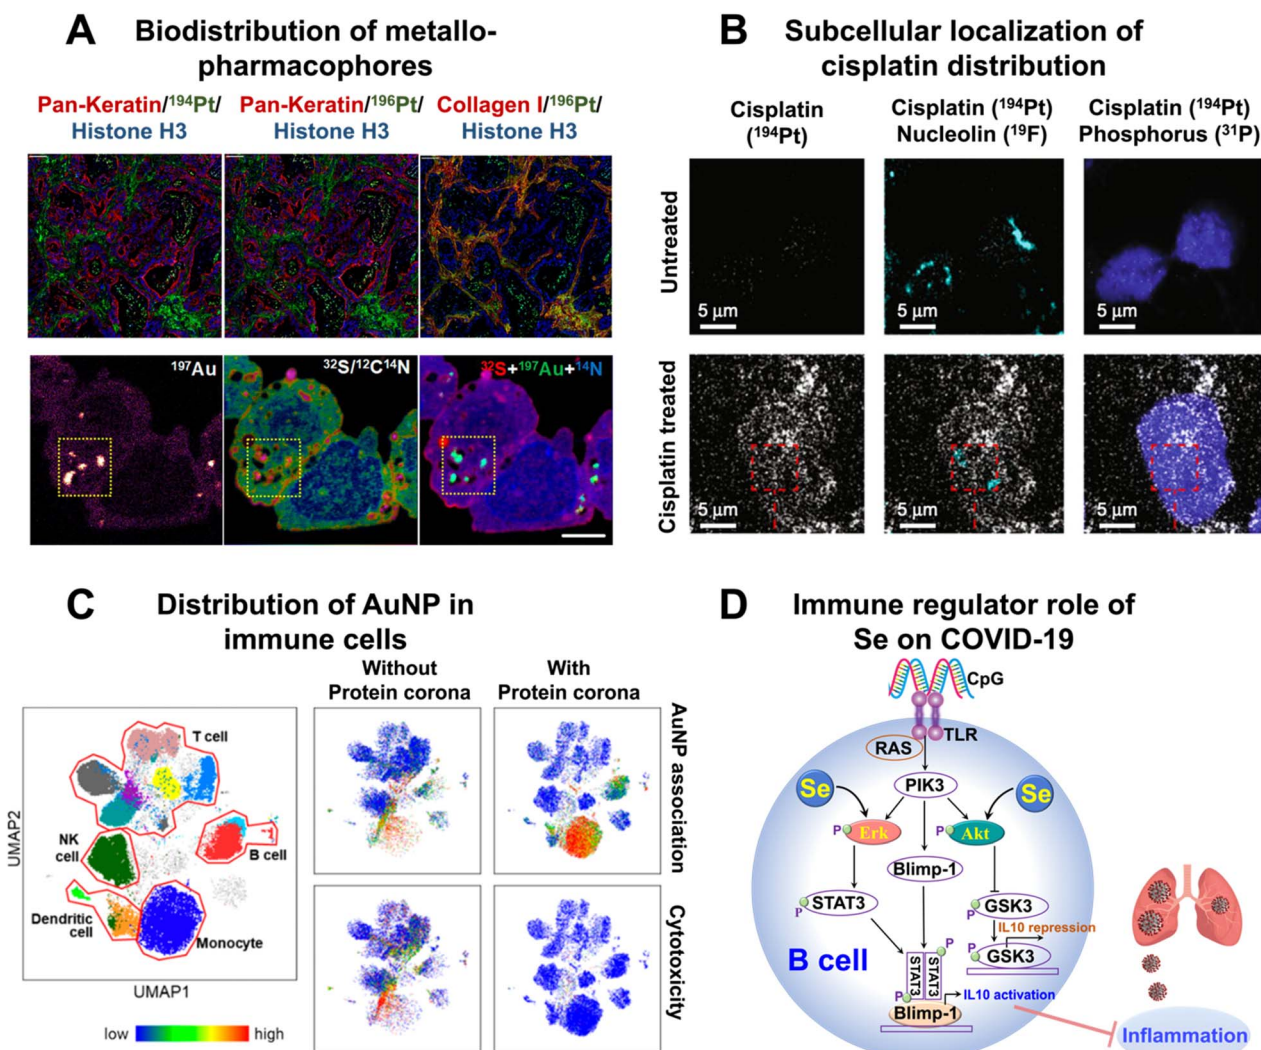 A
Biodistribution of metallo-
pharmacophores
Pan-Keratin/¹⁹⁴Pt/
Histone H3
Pan-Keratin/¹⁹⁶Pt/
Histone H3
Collagen I/¹⁹⁶Pt/
Histone H3
¹⁹⁷Au
³²S/¹²C¹⁴N
³²S+¹⁹⁷Au+¹⁴N
B
Subcellular localization of
cisplatin distribution
Cisplatin
(¹⁹⁴Pt)
Cisplatin (¹⁹⁴Pt)
Nucleolin (¹⁹F)
Cisplatin (¹⁹⁴Pt)
Phosphorus (³¹P)
Untreated
5 μm
5 μm
5 μm
Cisplatin treated
5 μm
5 μm
5 μm
C
Distribution of AuNP in
immune cells
Without
Protein corona
With
Protein corona
UMAP2
T cell
NK
cell
B cell
Dendritic
cell
Monocyte
UMAP1
low
high
AuNP association
Cytotoxicity
D
Immune regulator role of
Se on COVID-19
CpG
TLR
RAS
PIK3
Se
Se
P
Erk
P
Akt
Blimp-1
P
STAT3
P
GSK3
IL10 repression
P
GSK3
B cell
P
STAT3
STAT3
P
IL10 activation
Blimp-1
Inflammation